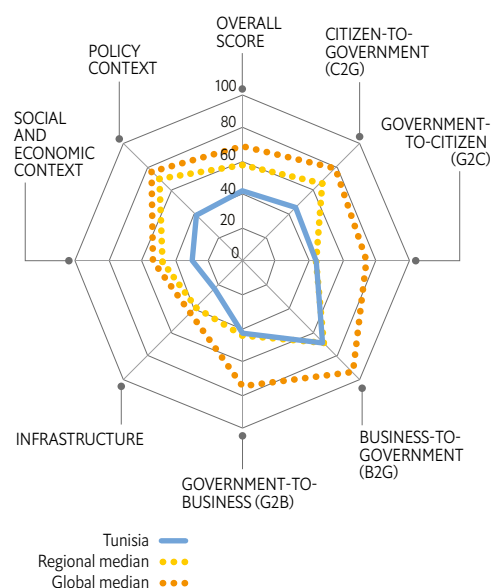 OVERALL
SCORE
CITIZEN-TO-
GOVERNMENT
(C2G)
POLICY
CONTEXT
GOVERNMENT-
TO-CITIZEN
(G2C)
SOCIAL
AND
ECONOMIC
CONTEXT
100
80
60
40
20
0
INFRASTRUCTURE
BUSINESS-TO-
GOVERNMENT
(B2G)
GOVERNMENT-TO-
BUSINESS (G2B)
Tunisia
Regional median
Global median